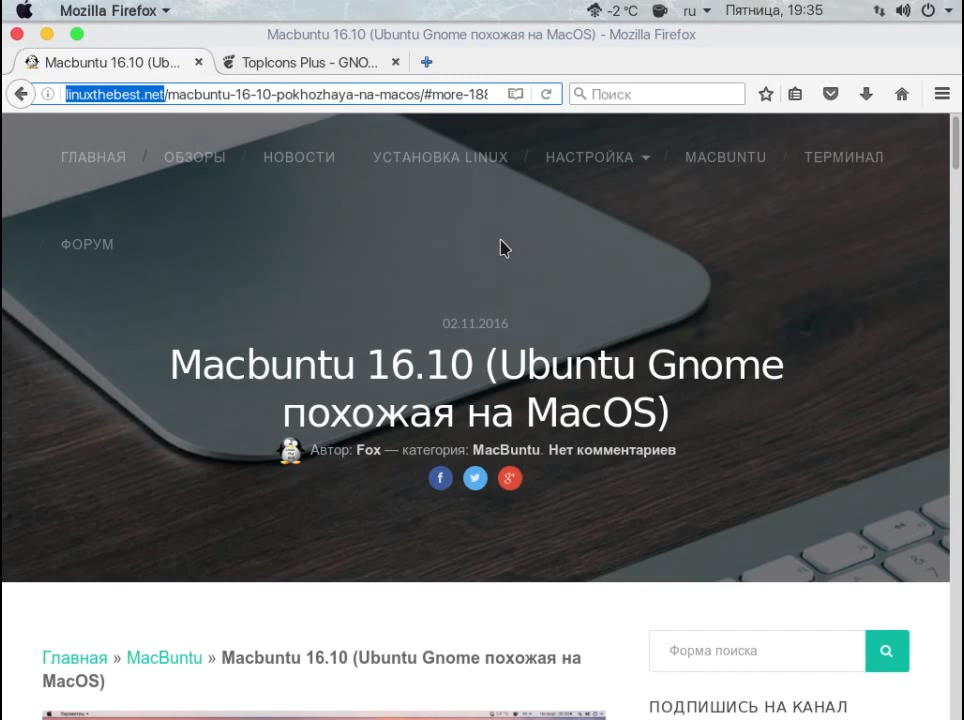 Mozilla Firefox
-2 °C
ru
Пятница, 19:35
Macbuntu 16.10 (Ubuntu Gnome похожая на MacOS) - Mozilla Firefox
Macbuntu 16.10 (Ub...
TopIcons Plus - GNO...
linuxthebest.net/macbuntu-16-10-pokhozhaya-na-macos/#more-188
Поиск
ГЛАВНАЯ / ОБЗОРЫ / НОВОСТИ / УСТАНОВКА LINUX / НАСТРОЙКА / MACBUNTU / ТЕРМИНАЛ
/ ФОРУМ
02.11.2016
Macbuntu 16.10 (Ubuntu Gnome
похожая на MacOS)
Автор: Fox — категория: MacBuntu. Нет комментариев
f
g+
Главная » MacBuntu » Macbuntu 16.10 (Ubuntu Gnome похожая на
MacOS)
Форма поиска
ПОДПИШИСЬ НА КАНАЛ